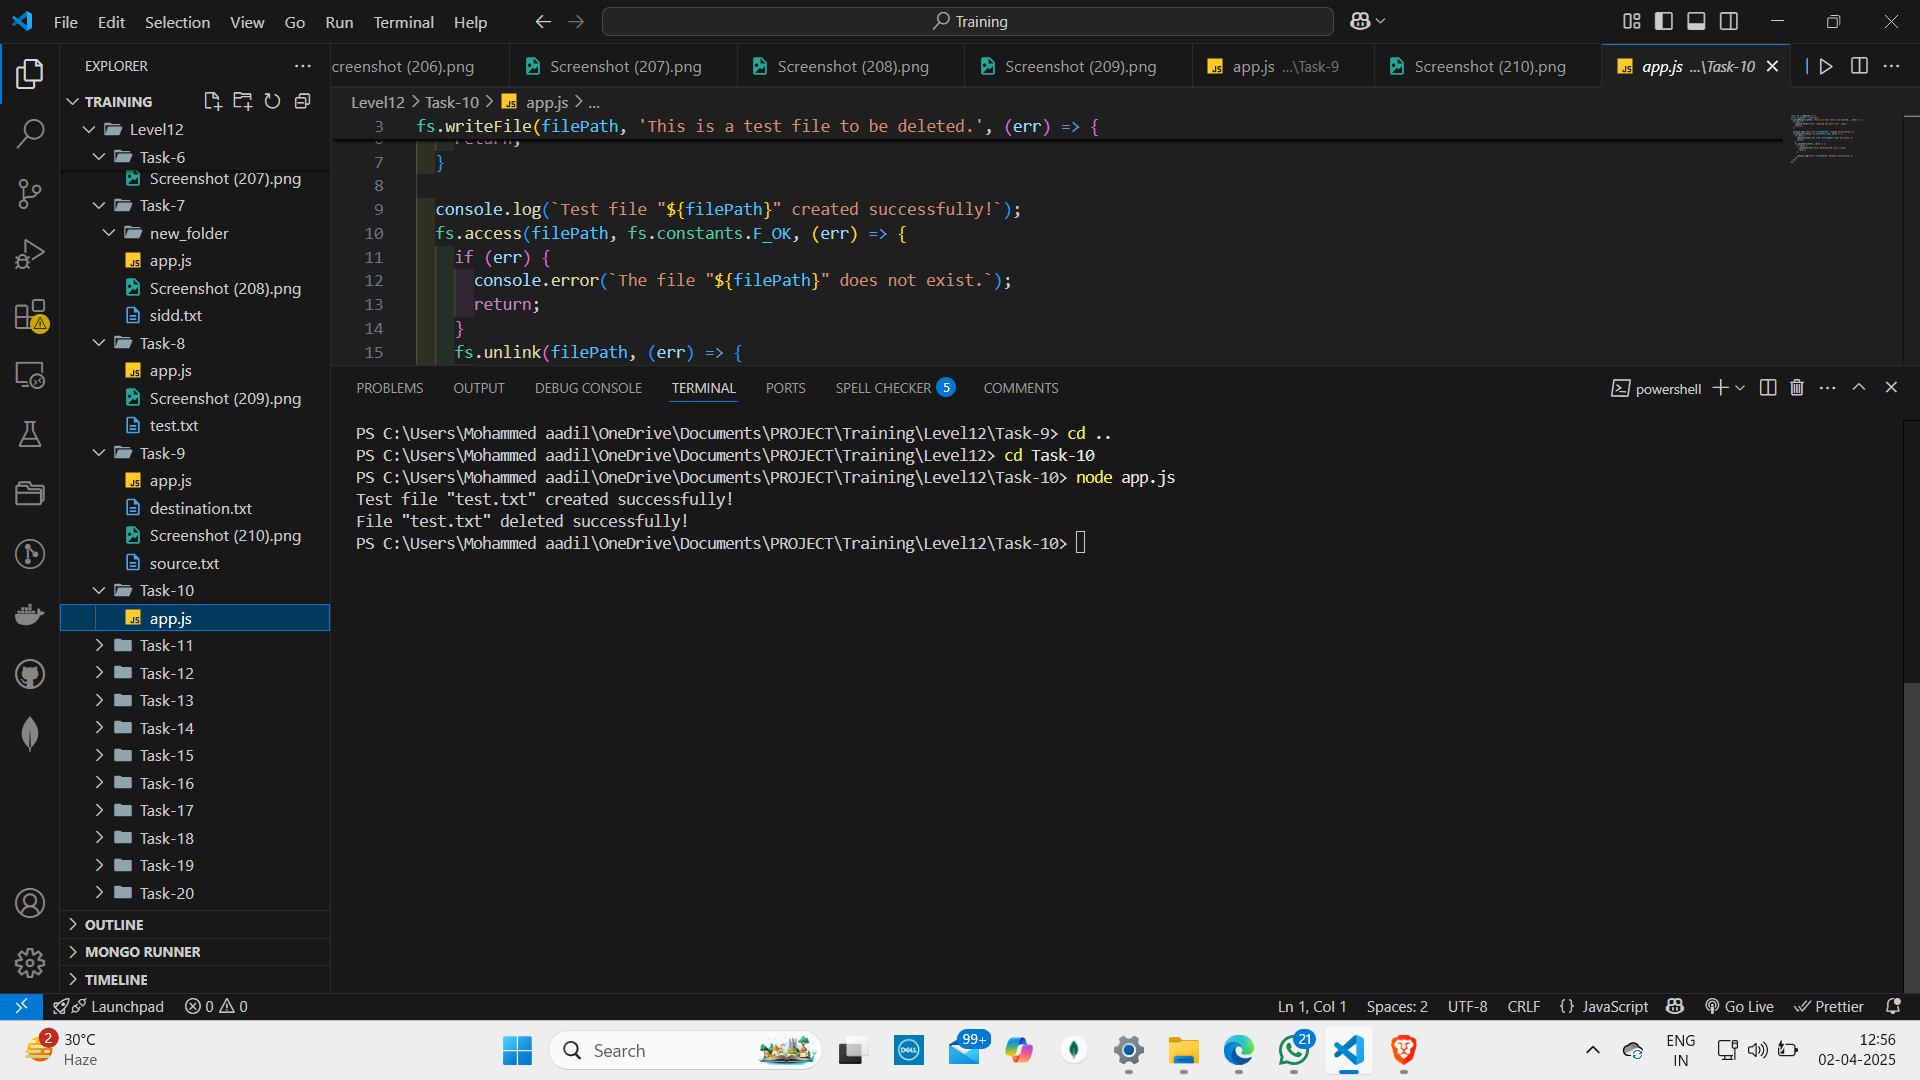 File Edit Selection View Go Run Terminal Help
Training
EXPLORER
TRAINING
Level12
Task-6
Screenshot (207).png
Task-7
new_folder
app.js
Screenshot (208).png
sidd.txt
Task-8
app.js
Screenshot (209).png
test.txt
Task-9
app.js
destination.txt
Screenshot (210).png
source.txt
Task-10
app.js
Task-11
Task-12
Task-13
Task-14
Task-15
Task-16
Task-17
Task-18
Task-19
Task-20
OUTLINE
MONGO RUNNER
TIMELINE
creenshot (206).png Screenshot (207).png Screenshot (208).png Screenshot (209).png app.js ...\Task-9 Screenshot (210).png app.js ...\Task-10
Level12 > Task-10 > JS app.js > ...
3 fs.writeFile(filePath, 'This is a test file to be deleted.', (err) => {
return;
7 }
8
9 console.log(`Test file "${filePath}" created successfully!`);
10 fs.access(filePath, fs.constants.F_OK, (err) => {
11 if (err) {
12 console.error(`The file "${filePath}" does not exist.`);
13 return;
14 }
15 fs.unlink(filePath, (err) => {
PROBLEMS OUTPUT DEBUG CONSOLE TERMINAL PORTS SPELL CHECKER 5 COMMENTS
powershell
PS C:\Users\Mohammed aadil\OneDrive\Documents\PROJECT\Training\Level12\Task-9> cd ..
PS C:\Users\Mohammed aadil\OneDrive\Documents\PROJECT\Training\Level12> cd Task-10
PS C:\Users\Mohammed aadil\OneDrive\Documents\PROJECT\Training\Level12\Task-10> node app.js
Test file "test.txt" created successfully!
File "test.txt" deleted successfully!
PS C:\Users\Mohammed aadil\OneDrive\Documents\PROJECT\Training\Level12\Task-10>
Launchpad 0 0
Ln 1, Col 1 Spaces: 2 UTF-8 CRLF {} JavaScript Go Live Prettier
2
30°C
Haze
Search
DELL
99+
21
ENG
IN
12:56
02-04-2025